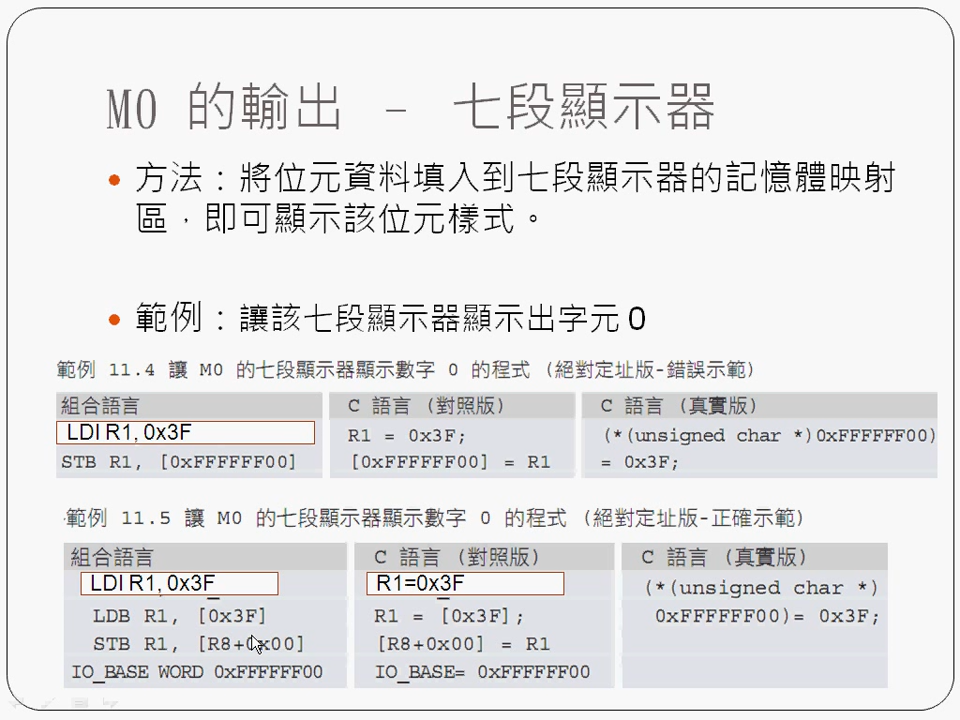 M0 的輸出 - 七段顯示器
• 方法：將位元資料填入到七段顯示器的記憶體映射
區，即可顯示該位元樣式。
• 範例：讓該七段顯示器顯示出字元 0
範例 11.4 讓 M0 的七段顯示器顯示數字 0 的程式 (絕對定址版-錯誤示範)
組合語言 C 語言 (對照版) C 語言 (真實版)
LDI R1, 0x3F R1 = 0x3F; (*(unsigned char *)0xFFFFFF00)
STB R1, [0xFFFFFF00] [0xFFFFFF00] = R1 = 0x3F;
範例 11.5 讓 M0 的七段顯示器顯示數字 0 的程式 (絕對定址版-正確示範)
組合語言 C 語言 (對照版) C 語言 (真實版)
LDI R1, 0x3F R1=0x3F (*(unsigned char *)
LDB R1, [0x3F] R1 = [0x3F]; 0xFFFFFF00)= 0x3F;
STB R1, [R8+0x00] [R8+0x00] = R1
IO_BASE WORD 0xFFFFFF00 IO_BASE= 0xFFFFFF00